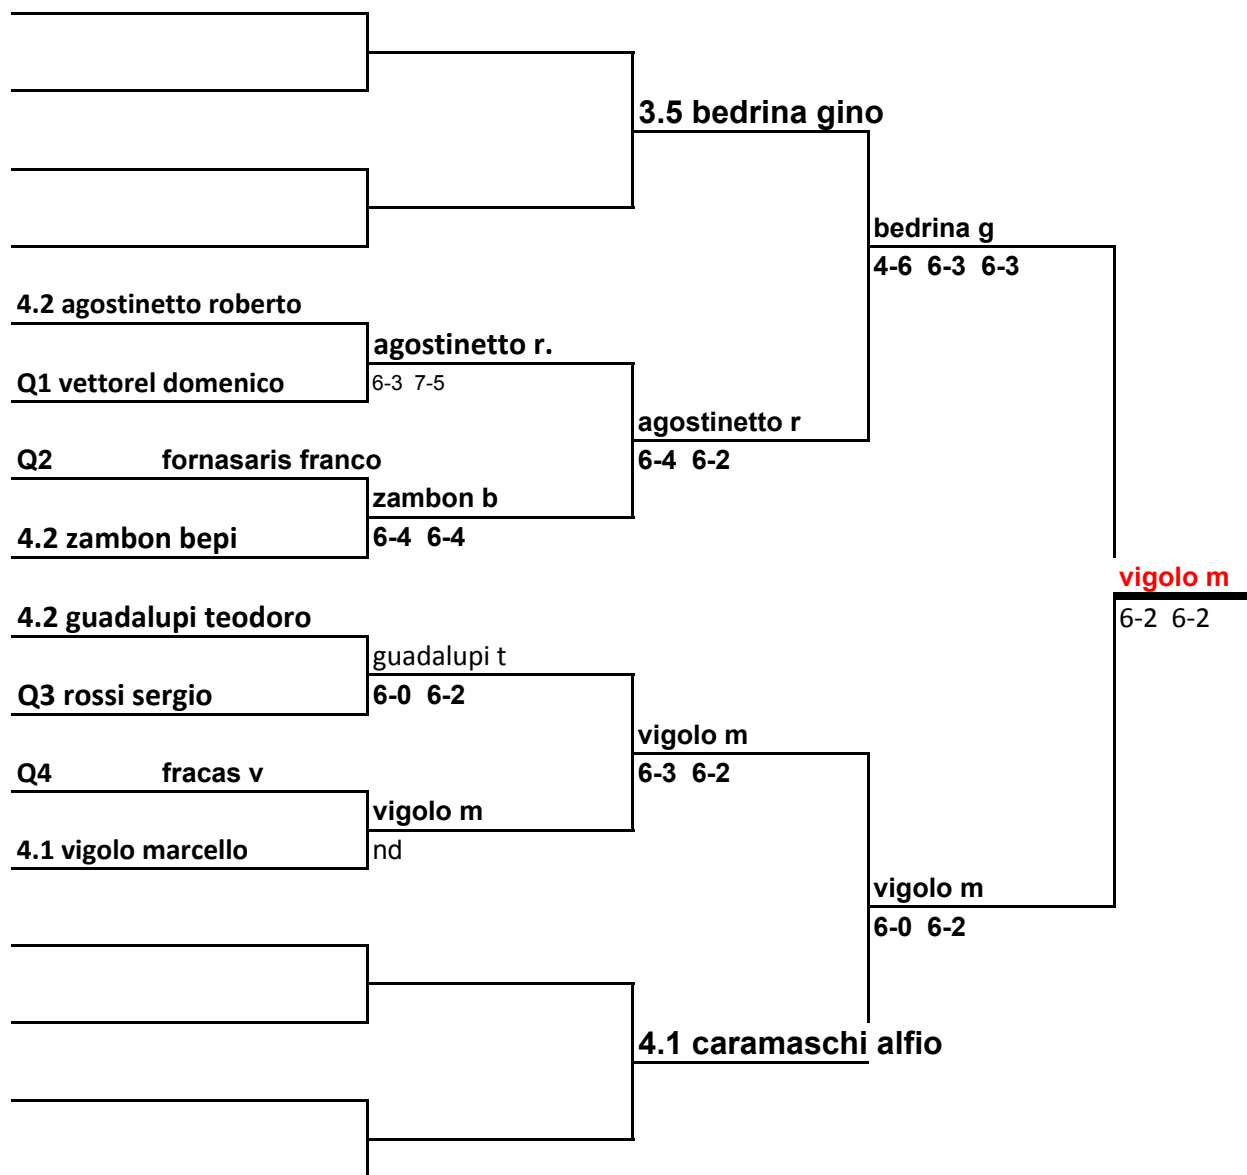 3.5 bedrina gino
bedrina g
4-6 6-3 6-3
4.2 agostinetto roberto
agostinetto r.
Q1 vettorel domenico
6-3 7-5
agostinetto r
6-4 6-2
Q2 fornasaris franco
zambon b
4.2 zambon bepi
6-4 6-4
vigolo m
6-2 6-2
4.2 guadalupi teodoro
guadalupi t
Q3 rossi sergio
6-0 6-2
vigolo m
6-3 6-2
Q4 fracas v
vigolo m
4.1 vigolo marcello
nd
vigolo m
6-0 6-2
4.1 caramaschi alfio